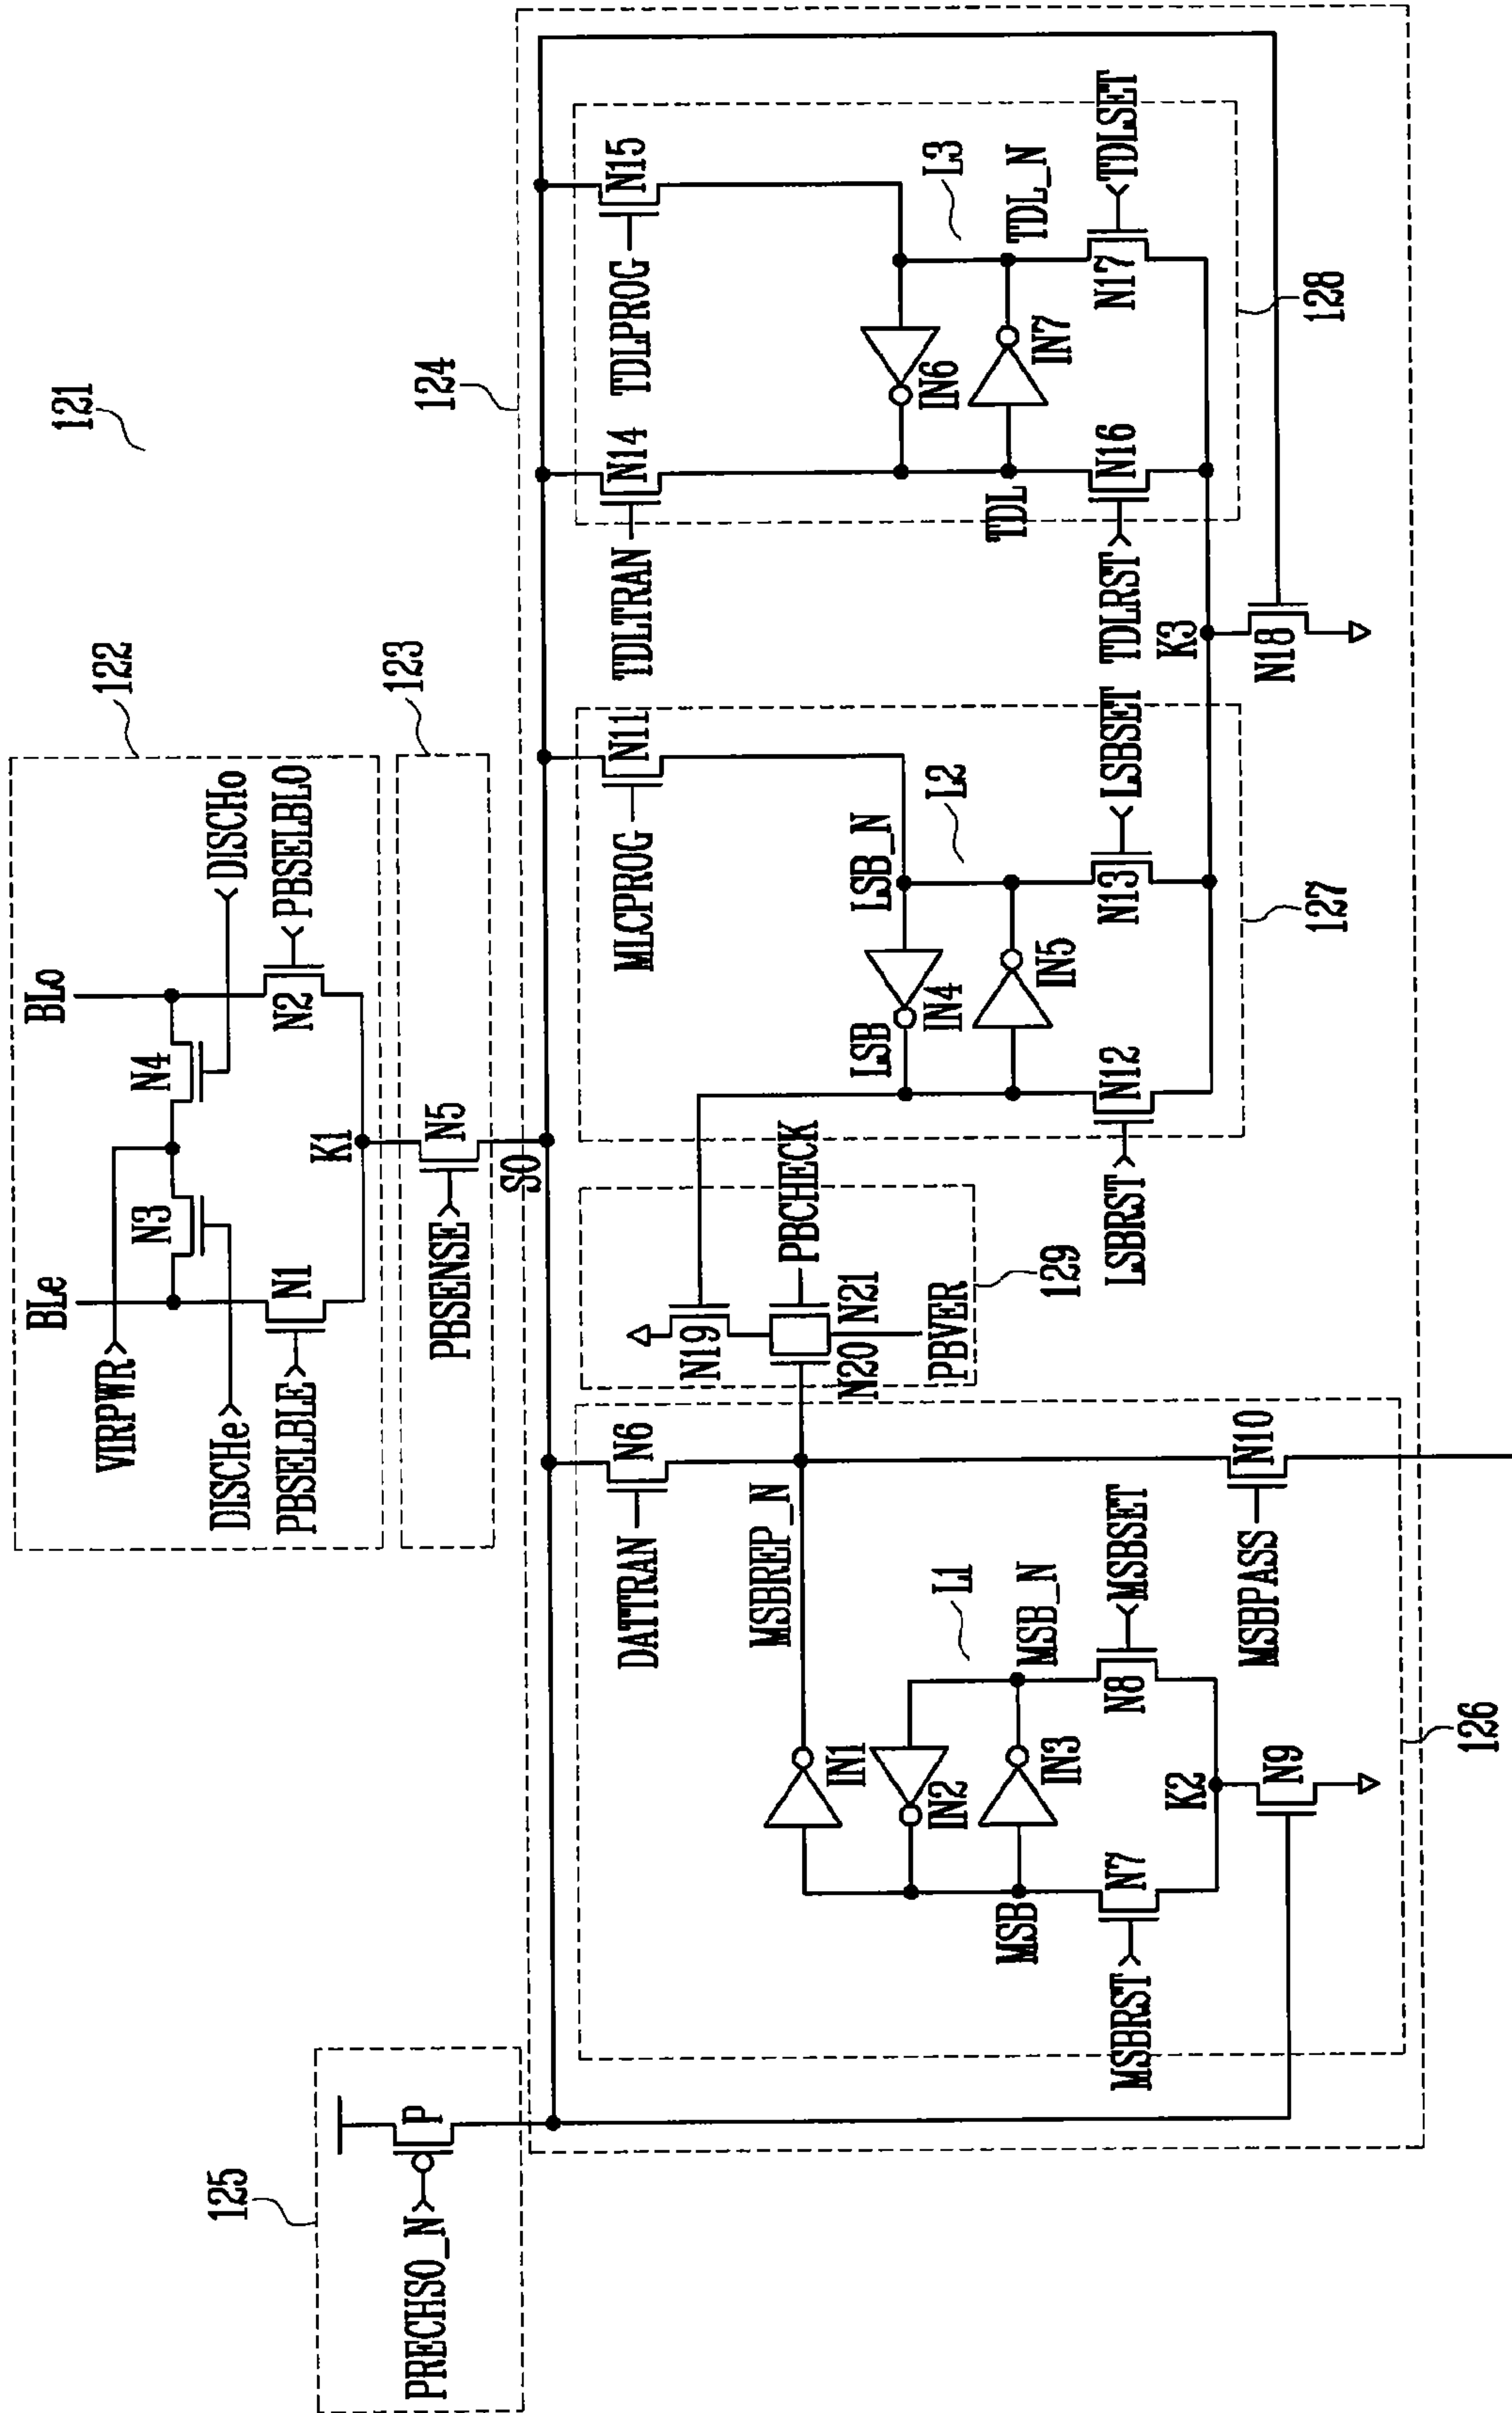 121
122
BLe
BLo
VIRPWR
N3
N4
DISCHo
DISCHe
PBSELBLE
N1
N2
PBSELBLO
K1
123
PBSENSE
N5
SO
125
PRECHSO_N
P
124
DATTRAN
N6
MSBREP_N
IN1
IN2
L1
IN3
MSB
MSB_N
MSBRST
N7
N8
MSBSET
K2
N9
MSBPASS
N10
126
N19
PBCHECK
N20
N21
PBVER
129
MLCPROG
N11
LSB
LSB_N
IN4
L2
IN5
LSBRST
N12
N13
LSBSET
127
TDLTRAN
N14
TDLPROG
N15
IN6
L3
IN7
TDL
TDL_N
TDLRST
N16
N17
TDLSET
128
K3
N18